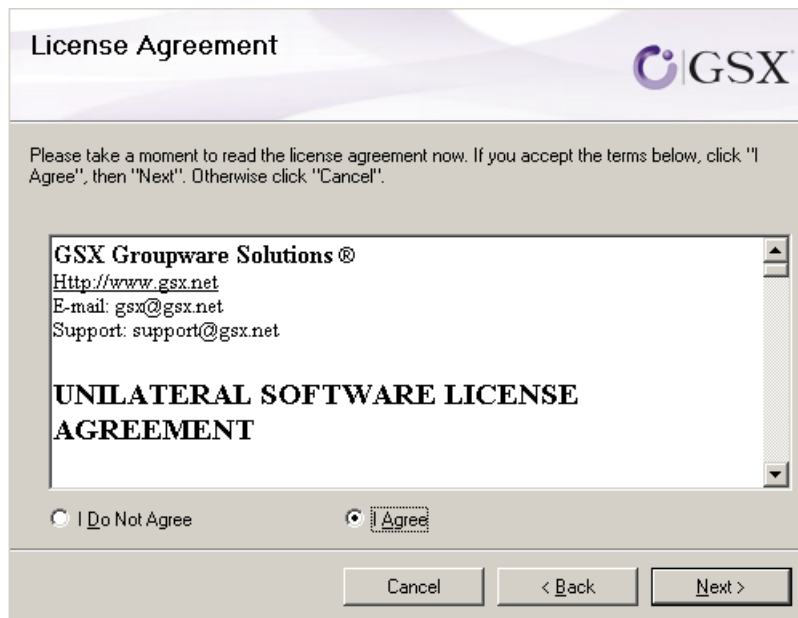 License Agreement
GSX
Please take a moment to read the license agreement now. If you accept the terms below, click "I
Agree", then "Next". Otherwise click "Cancel".
GSX Groupware Solutions ®
Http://www.gsx.net
E-mail: gsx@gsx.net
Support: support@gsx.net
UNILATERAL SOFTWARE LICENSE
AGREEMENT
I Do Not Agree
I Agree
Cancel
< Back
Next >